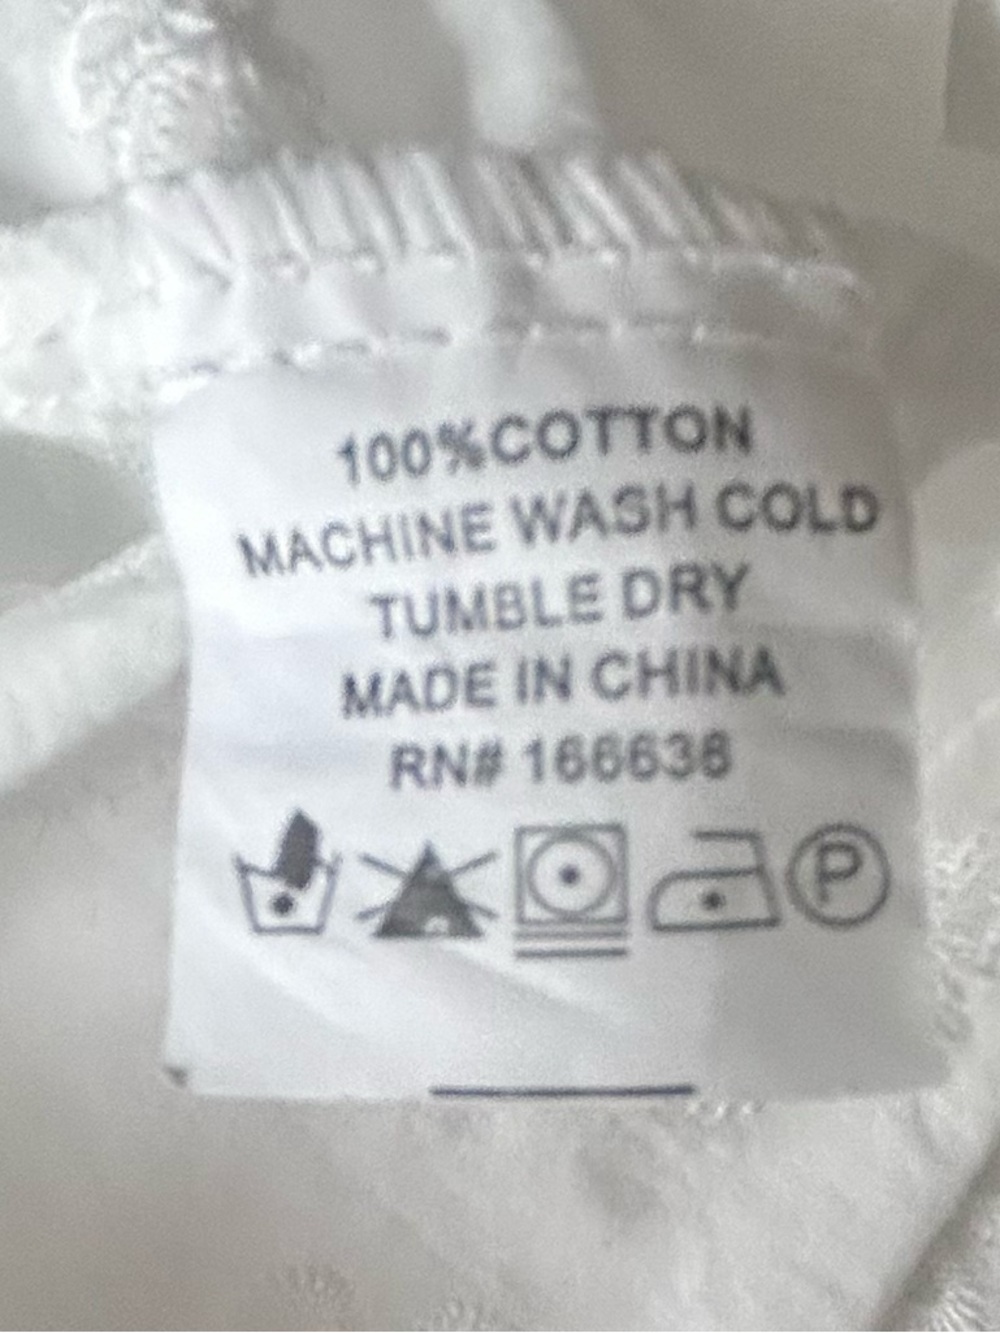 100%COTTON
MACHINE WASH COLD
TUMBLE DRY
MADE IN CHINA
RN# 166638
P